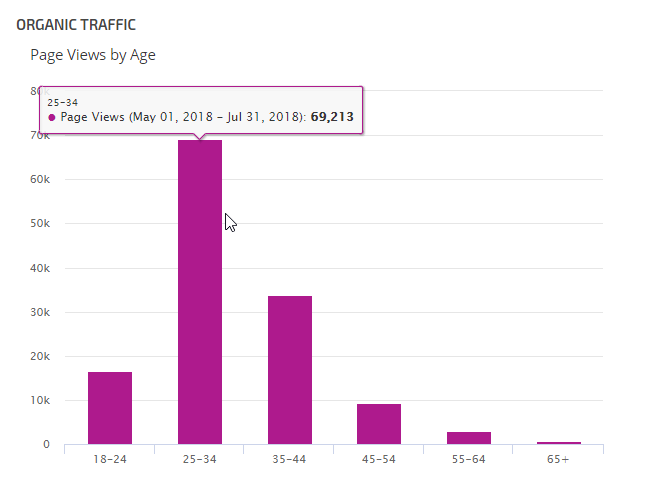 ORGANIC TRAFFIC
Page Views by Age
80k
25-34
● Page Views (May 01, 2018 - Jul 31, 2018): 69,213
70k
60k
50k
40k
30k
20k
10k
0
18-24 25-34 35-44 45-54 55-64 65+